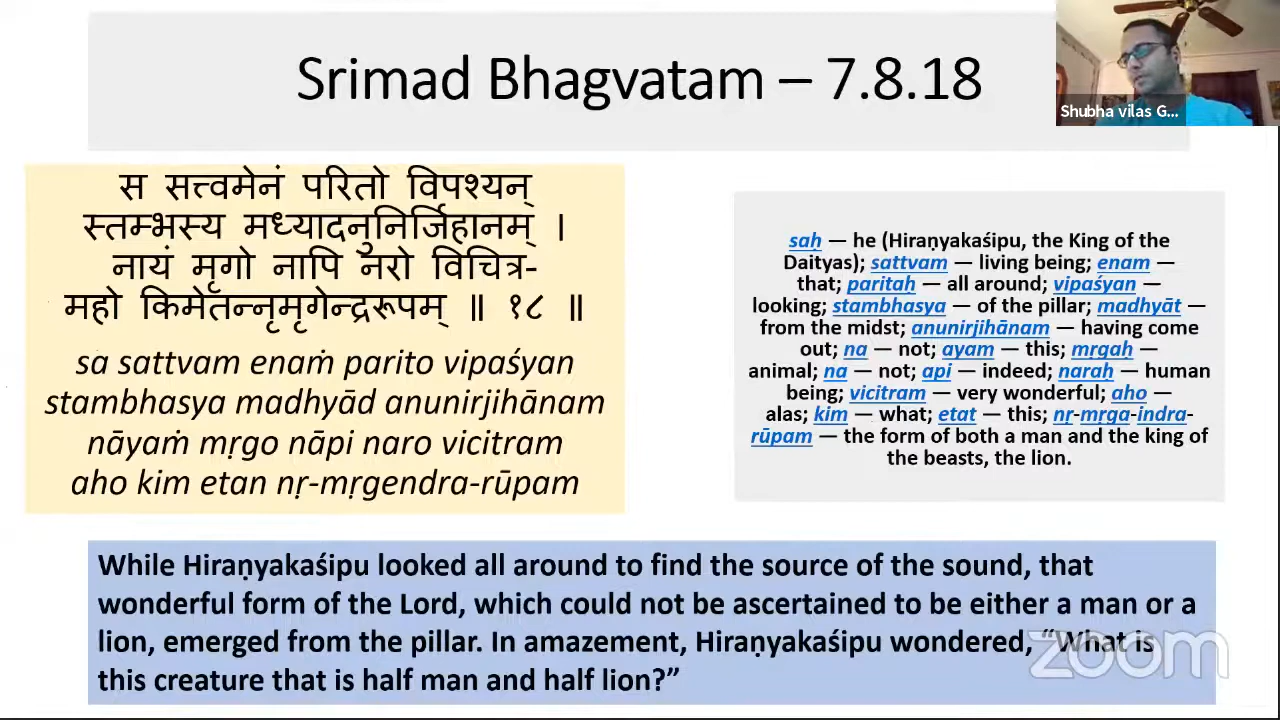 Srimad Bhagvatam – 7.8.18
Shubha vilas G...
स सत्त्वमेनं परितो विपश्यन्
स्तम्भस्य मध्यादनुनिर्जिहानम् ।
नायं मृगो नापि नरो विचित्र-
महो किमेतन्नृमृगेन्द्ररूपम् ॥ १८ ॥
sa sattvam enaṁ parito vipaśyan
stambhasya madhyād anunirjihānam
nāyaṁ mṛgo nāpi naro vicitram
aho kim etan nṛ-mṛgendra-rūpam
saḥ — he (Hiraṇyakaśipu, the King of the
Daityas); sattvam — living being; enam —
that; paritaḥ — all around; vipaśyan —
looking; stambhasya — of the pillar; madhyāt —
from the midst; anunirjihānam — having come
out; na — not; ayam — this; mṛgaḥ —
animal; na — not; api — indeed; naraḥ — human
being; vicitram — very wonderful; aho —
alas; kim — what; etat — this; nṛ-mṛga-indra-
rūpam — the form of both a man and the king of
the beasts, the lion.
While Hiraṇyakaśipu looked all around to find the source of the sound, that
wonderful form of the Lord, which could not be ascertained to be either a man or a
lion, emerged from the pillar. In amazement, Hiraṇyakaśipu wondered, “What is
this creature that is half man and half lion?”
zoom